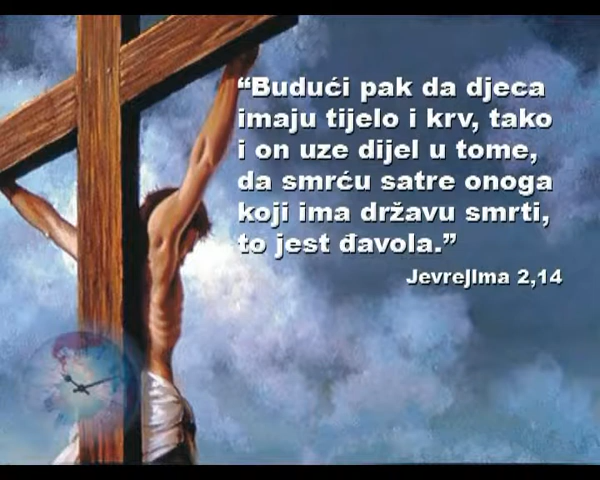 “Budući pak da djeca
imaju tijelo i krv, tako
i on uze dijel u tome,
da smrću satre onoga
koji ima državu smrti,
to jest đavola.”
Jevrejima 2,14